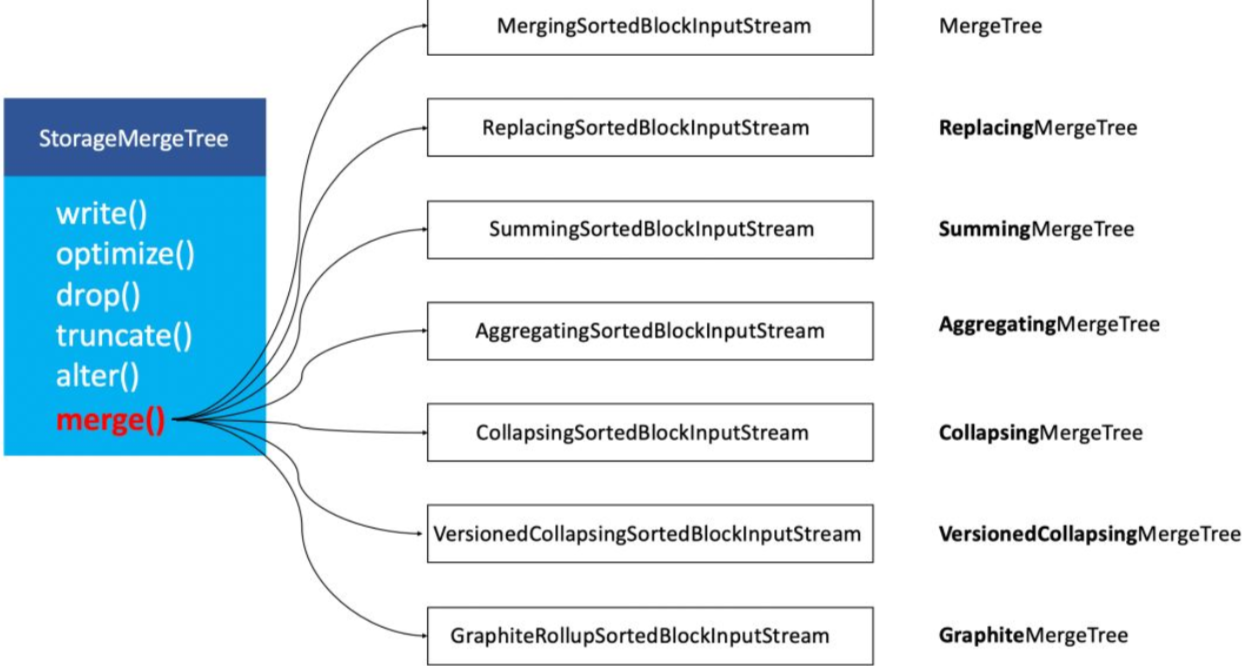 MergingSortedBlockInputStream MergeTree
StorageMergeTree
ReplacingSortedBlockInputStream ReplacingMergeTree
write()
optimize()
drop()
truncate()
alter()
merge()
SummingSortedBlockInputStream SummingMergeTree
AggregatingSortedBlockInputStream AggregatingMergeTree
CollapsingSortedBlockInputStream CollapsingMergeTree
VersionedCollapsingSortedBlockInputStream VersionedCollapsingMergeTree
GraphiteRollupSortedBlockInputStream GraphiteMergeTree